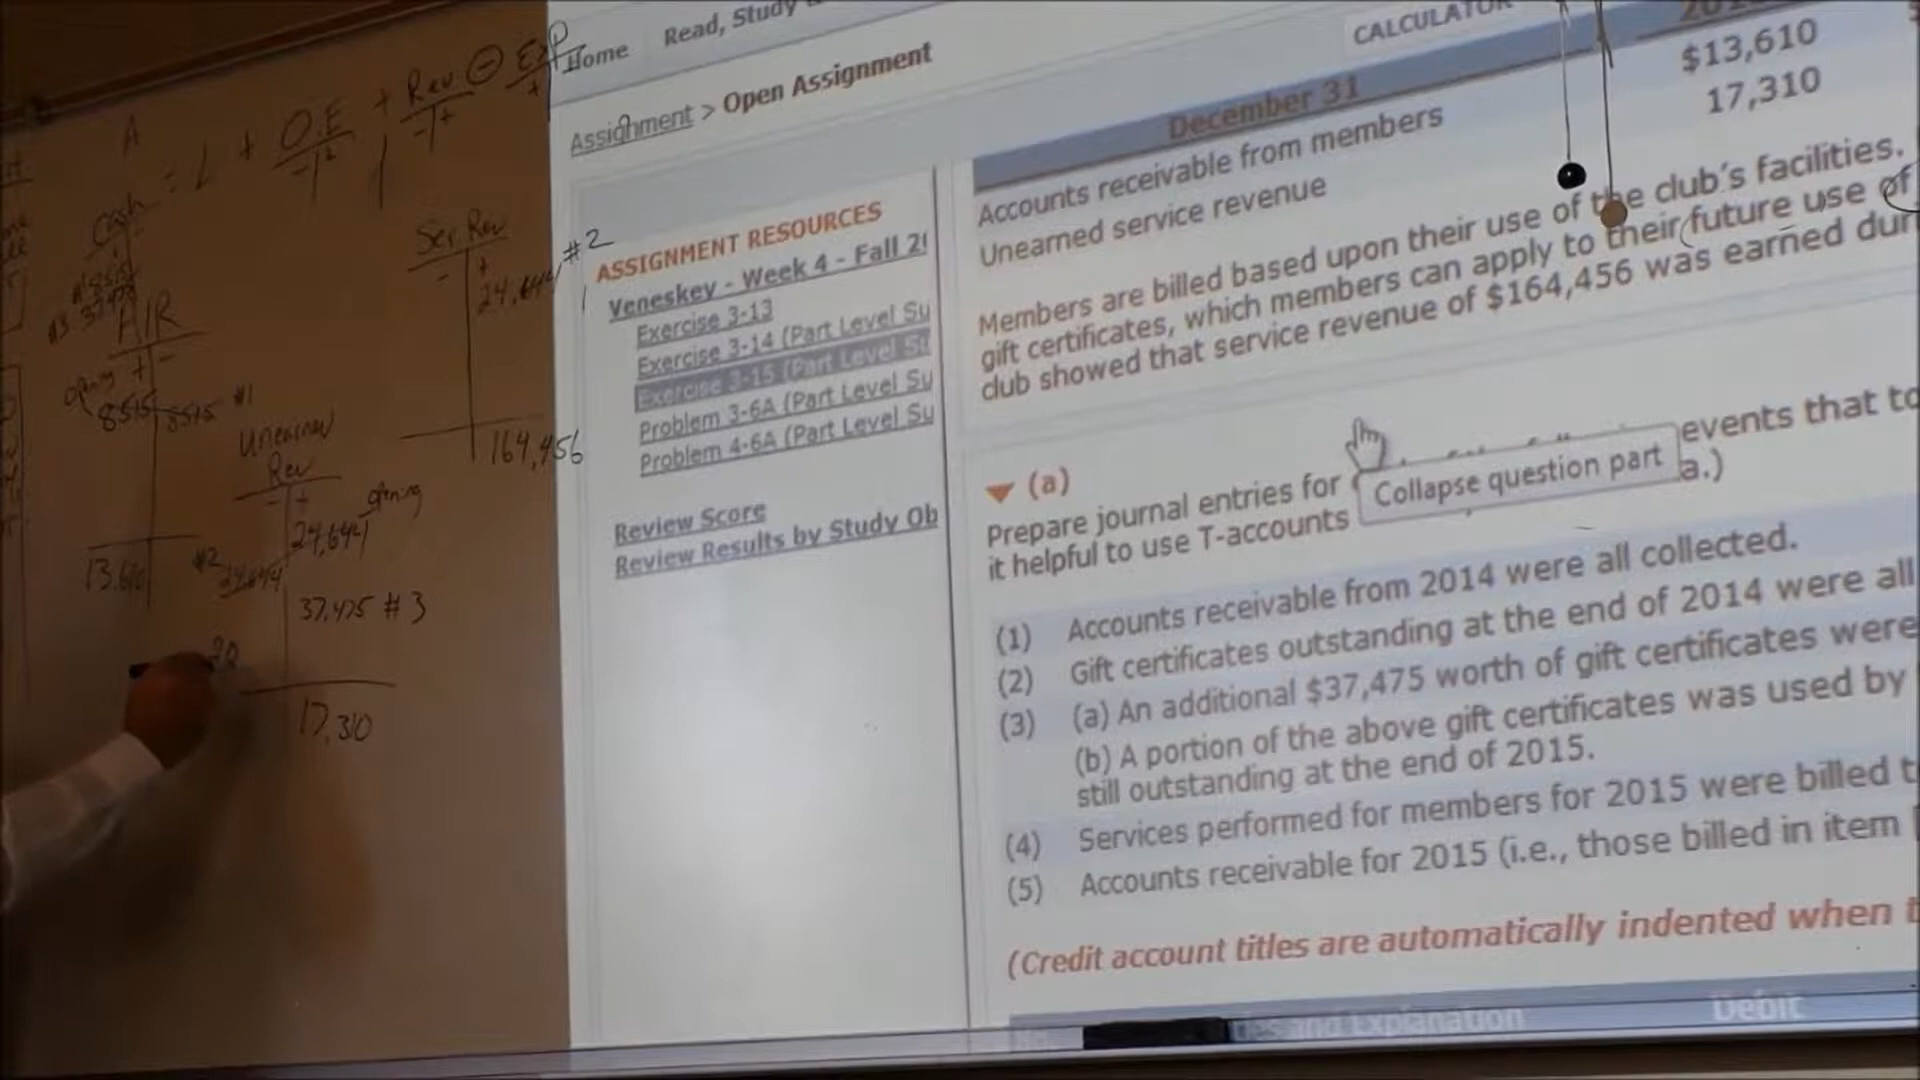 A = L + O.E + Rev. - Exp
Cash
A/R
+ -
opening
8515 8515 #1
13,610
Unearned
Rev
- +
24,644 opening
#2 24,644
37,475 #3
20
17,310
Ser Rev
- +
24,644 #2
164,456
Home Read, Study
Assignment > Open Assignment
ASSIGNMENT RESOURCES
Veneskey - Week 4 - Fall 2
Exercise 3-13
Exercise 3-14 (Part Level Su
Exercise 3-15 (Part Level Su
Problem 3-6A (Part Level Su
Problem 4-6A (Part Level Su
Review Score
Review Results by Study Ob
CALCULATOR
December 31
Accounts receivable from members $13,610
Unearned service revenue 17,310
Members are billed based upon their use of the club's facilities.
gift certificates, which members can apply to their future use of
club showed that service revenue of $164,456 was earned dur
(a)
Prepare journal entries for events that to
it helpful to use T-accounts a.)
Collapse question part
(1) Accounts receivable from 2014 were all collected.
(2) Gift certificates outstanding at the end of 2014 were all
(3) (a) An additional $37,475 worth of gift certificates were
(b) A portion of the above gift certificates was used by
still outstanding at the end of 2015.
(4) Services performed for members for 2015 were billed t
(5) Accounts receivable for 2015 (i.e., those billed in item
(Credit account titles are automatically indented when t
and Explanation Debit